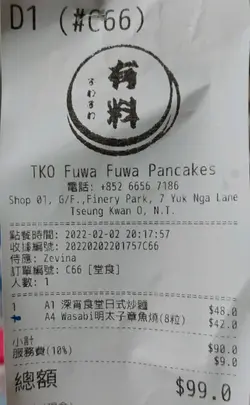 D1 (#C66)
有料
ふわふわ
TKO Fuwa Fuwa Pancakes
電話: +852 6656 7186
Shop 01, G/F.,Finery Park, 7 Yuk Nga Lane
Tseung Kwan O, N.T.
點餐時間: 2022-02-02 20:17:57
收據編號: 20220202201757C66
侍應: Zevina
訂單編號: C66 [堂食]
人數: 1
1 A1 深宵食堂日式炒麵 $48.0
A4 Wasabi明太子章魚燒(8粒) $42.0
小計 $90.0
服務費(10%) $9.0
總額 $99.0